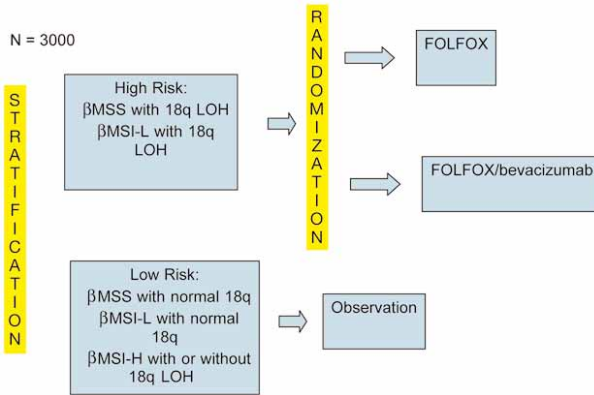 N = 3000
STRATIFICATION
High Risk:
βMSS with 18q LOH
βMSI-L with 18q
LOH
RANDOMIZATION
FOLFOX
FOLFOX/bevacizumab
Low Risk:
βMSS with normal 18q
βMSI-L with normal
18q
βMSI-H with or without
18q LOH
Observation